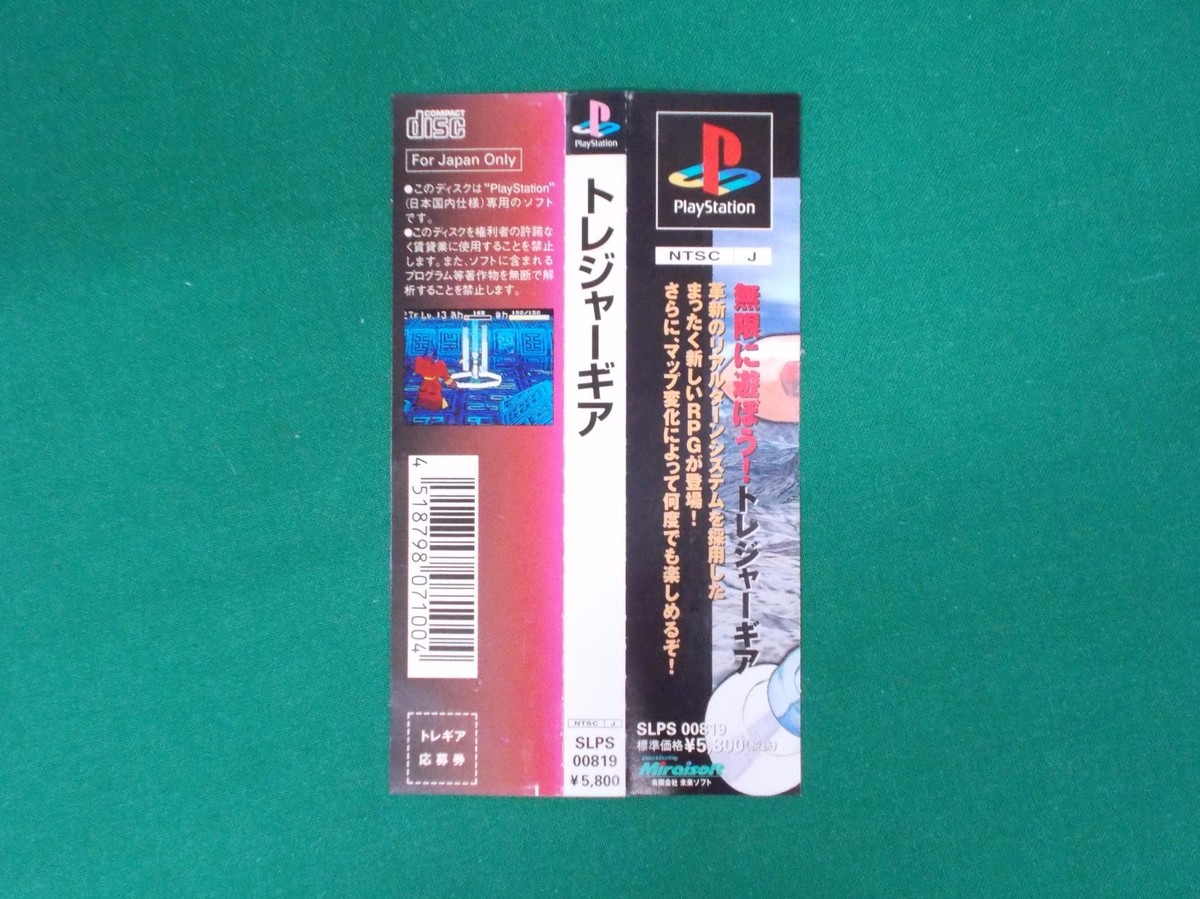 COMPACT
disc
For Japan Only
●このディスクは"PlayStation"
(日本国内仕様)専用のソフト
です。
●このディスクを権利者の許諾な
く賃貸業に使用することを禁止
します。また、ソフトに含まれる
プログラム等著作物を無断で解
析することを禁止します。
4 518798 071004
トレギア
応募券
PlayStation
トレジャーギア
NTSC J
SLPS
00819
¥5,800
PlayStation
NTSC J
無限に遊ぼう!トレジャーギア
革新のリアルターンシステムを採用した
まったく新しいRPGが登場!
さらに、マップ変化によって何度でも楽しめるぞ!
SLPS 00819
標準価格¥5,800(税抜)
Miraisoft
有限会社 未来ソフト